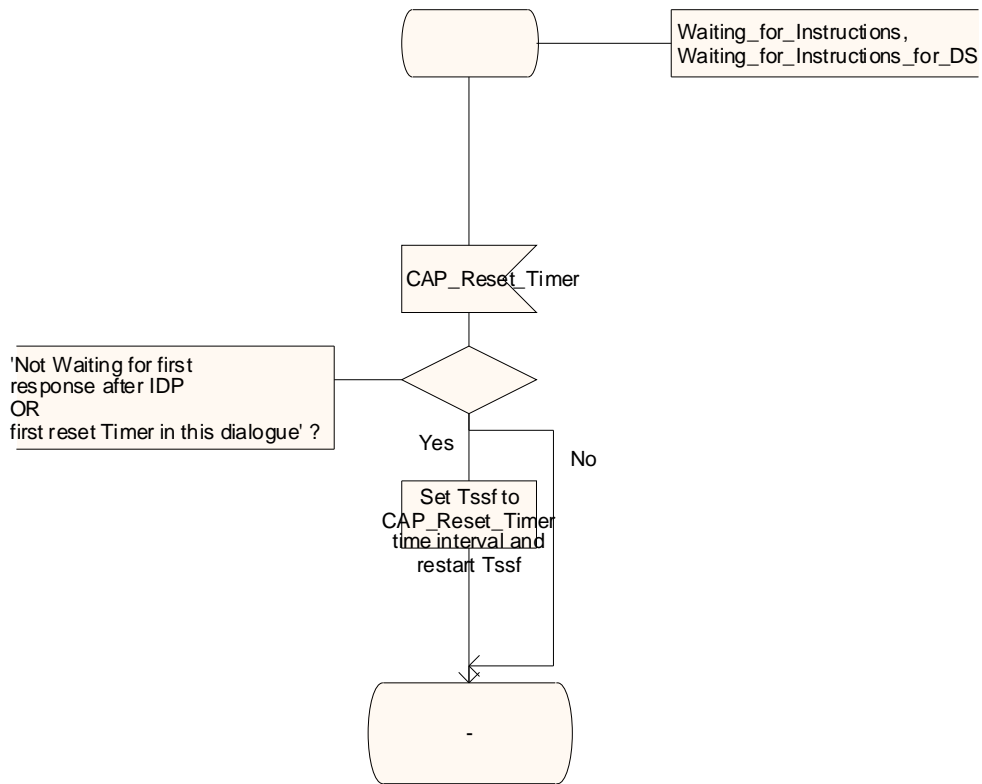 Waiting_for_Instructions,
Waiting_for_Instructions_for_DS
CAP_Reset_Timer
'Not Waiting for first
response after IDP
OR
first reset Timer in this dialogue' ?
Yes
No
Set Tssf to
CAP_Reset_Timer
time interval and
restart Tssf
-